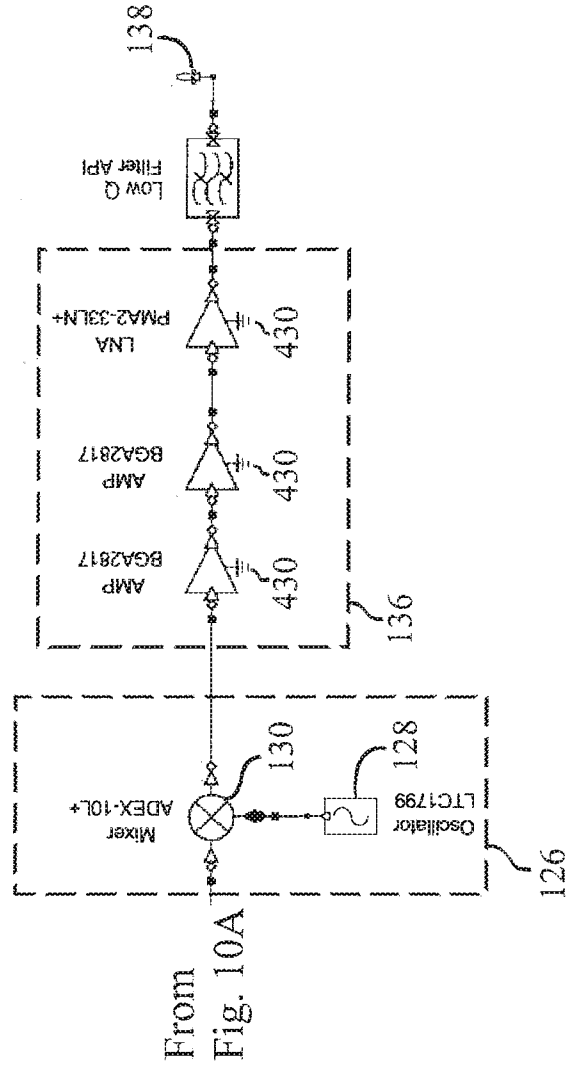 From
Fig. 10A
Mixer
ADEX-10L+
130
Oscillator
LTC1799
128
126
AMP
BGA2817
430
AMP
BGA2817
430
LNA
PMA2-33LN+
430
136
Low Q
Filter API
138